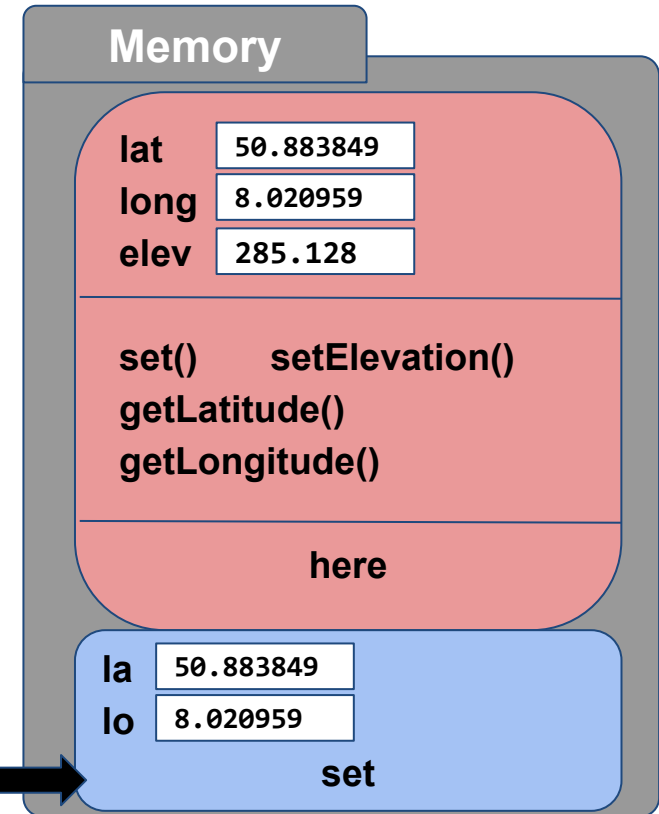 Memory
lat 50.883849
long 8.020959
elev 285.128
set() setElevation()
getLatitude()
getLongitude()
here
la 50.883849
lo 8.020959
set